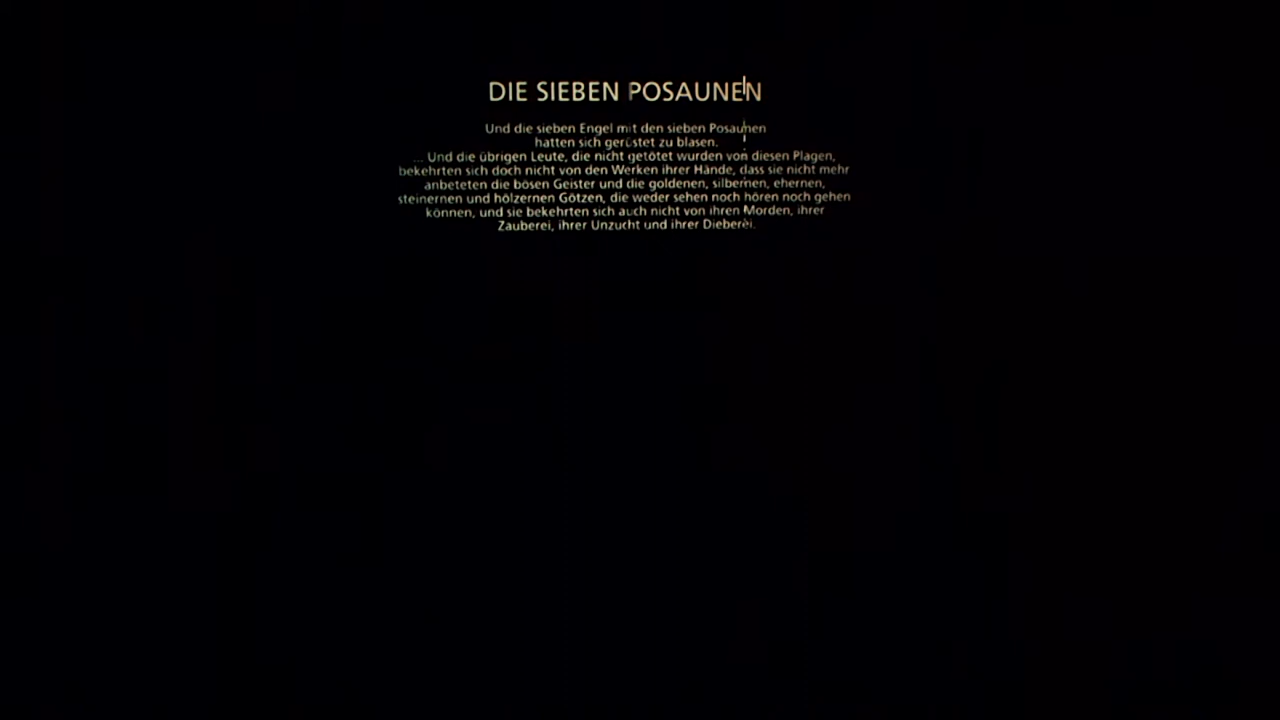 DIE SIEBEN POSAUNEN
Und die sieben Engel mit den sieben Posaunen
hatten sich gerüstet zu blasen.
... Und die übrigen Leute, die nicht getötet wurden von diesen Plagen,
bekehrten sich doch nicht von den Werken ihrer Hände, dass sie nicht mehr
anbeteten die bösen Geister und die goldenen, silbernen, ehernen,
steinernen und hölzernen Götzen, die weder sehen noch hören noch gehen
können, und sie bekehrten sich auch nicht von ihren Morden, ihrer
Zauberei, ihrer Unzucht und ihrer Dieberei.